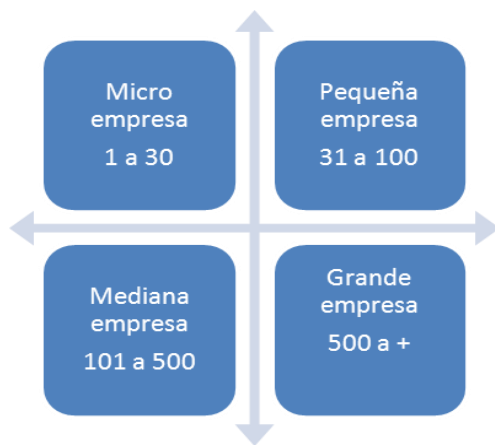 Micro
empresa
1 a 30
Pequeña
empresa
31 a 100
Mediana
empresa
101 a 500
Grande
empresa
500 a +